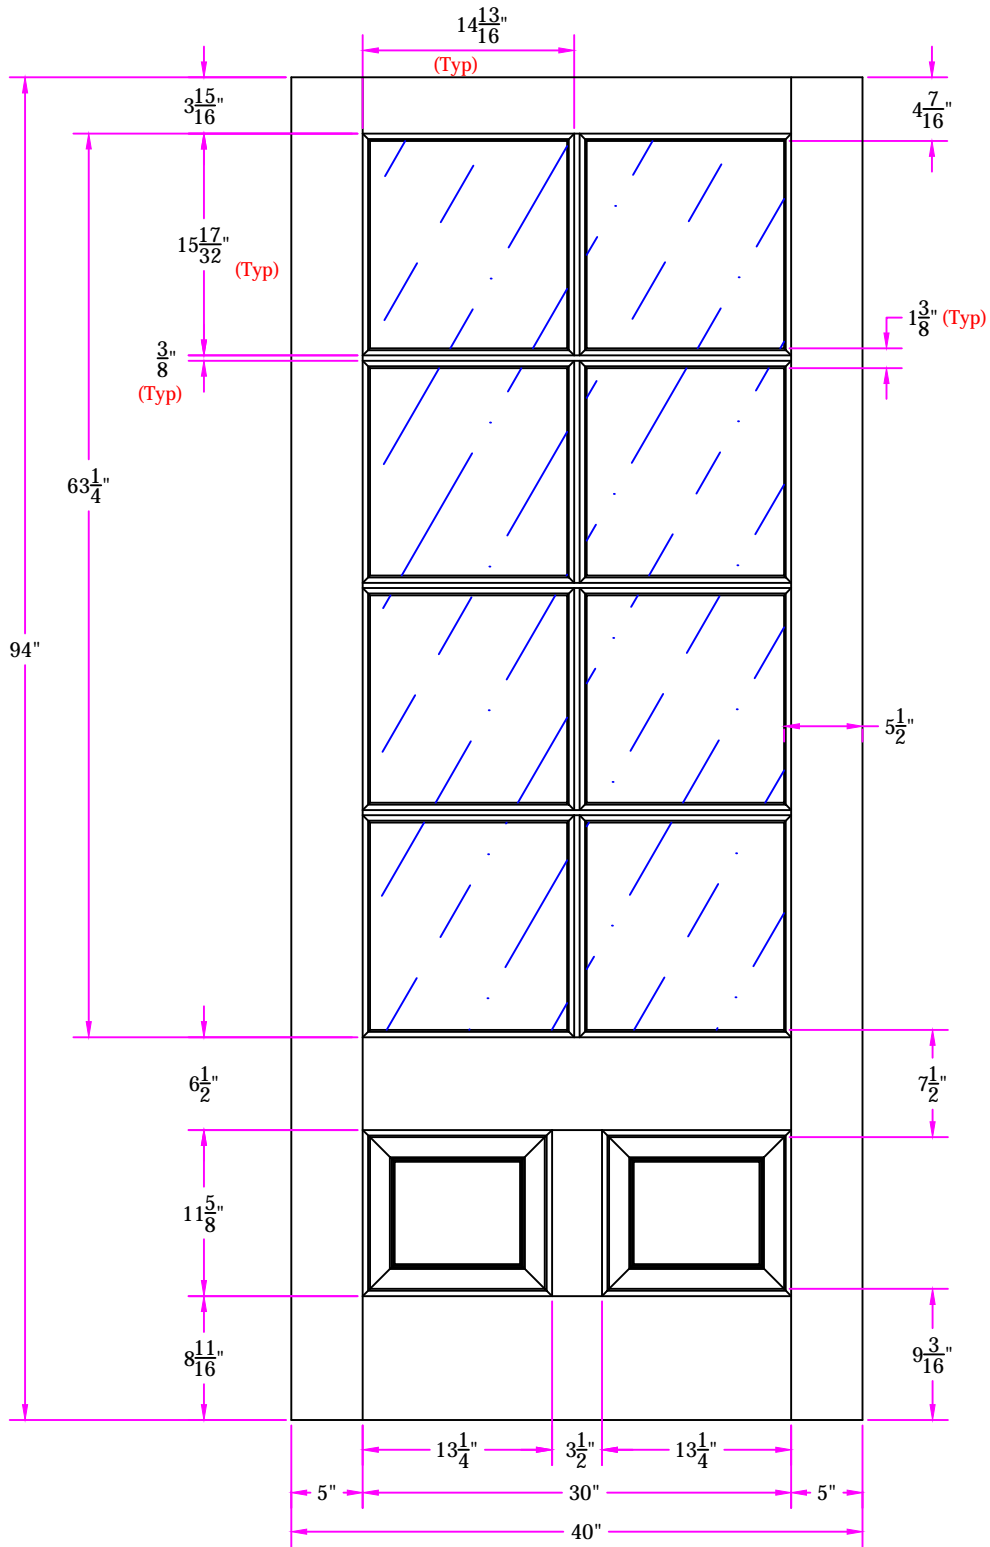 14 13/16"
(Typ)
3 15/16"
4 7/16"
15 17/32"
(Typ)
1 3/8" (Typ)
3/8"
(Typ)
63 1/4"
94"
5 1/2"
6 1/2"
7 1/2"
11 5/8"
8 11/16"
9 3/16"
13 1/4" 3 1/2" 13 1/4"
5" 30" 5"
40"